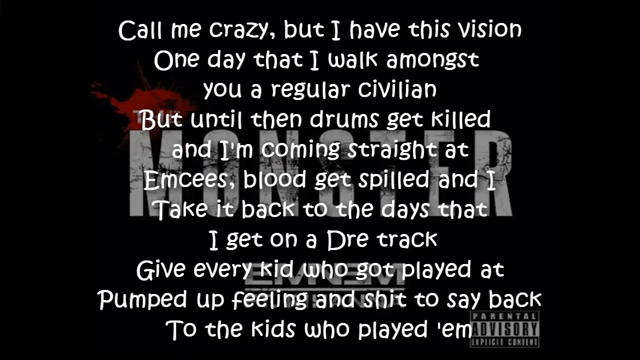 Call me crazy, but I have this vision
One day that I walk amongst
you a regular civilian
But until then drums get killed
and I'm coming straight at
Emcees, blood get spilled and I
Take it back to the days that
I get on a Dre track
Give every kid who got played at
Pumped up feeling and shit to say back
To the kids who played 'em
MONSTER
EMINEM
PARENTAL
ADVISORY
EXPLICIT CONTENT